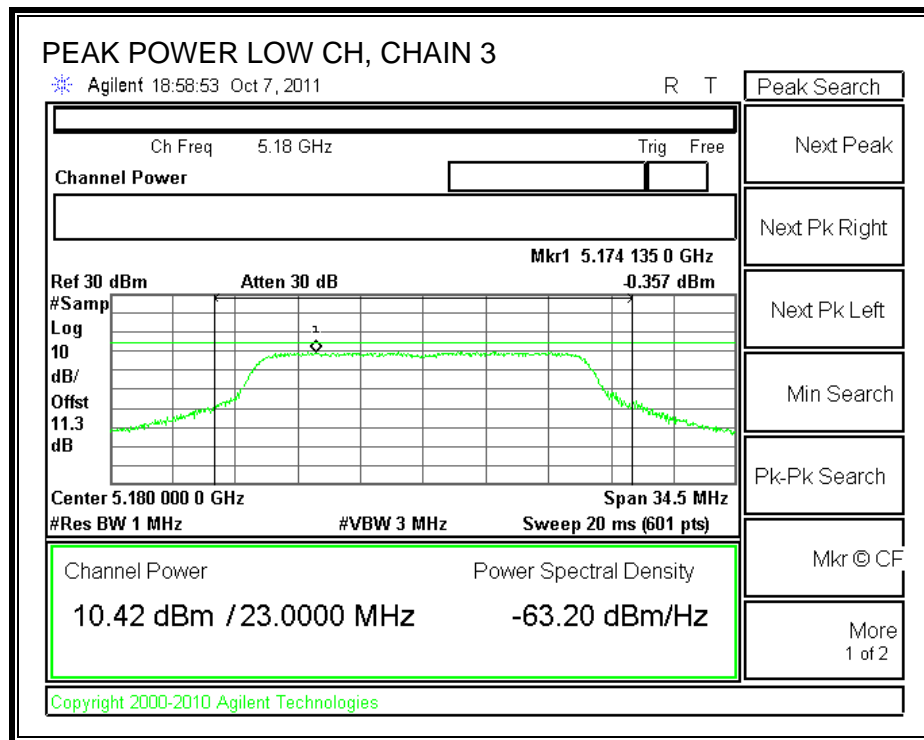 PEAK POWER LOW CH, CHAIN 3
Agilent 18:58:53 Oct 7, 2011 R T
Peak Search
Ch Freq 5.18 GHz Trig Free
Channel Power
Mkr1 5.174 135 0 GHz
Ref 30 dBm Atten 30 dB -0.357 dBm
#Samp
Log
10
dB/
Offst
11.3
dB
1
Center 5.180 000 0 GHz Span 34.5 MHz
#Res BW 1 MHz #VBW 3 MHz Sweep 20 ms (601 pts)
Channel Power Power Spectral Density
10.42 dBm / 23.0000 MHz -63.20 dBm/Hz
Copyright 2000-2010 Agilent Technologies
Next Peak
Next Pk Right
Next Pk Left
Min Search
Pk-Pk Search
Mkr © CF
More
1 of 2